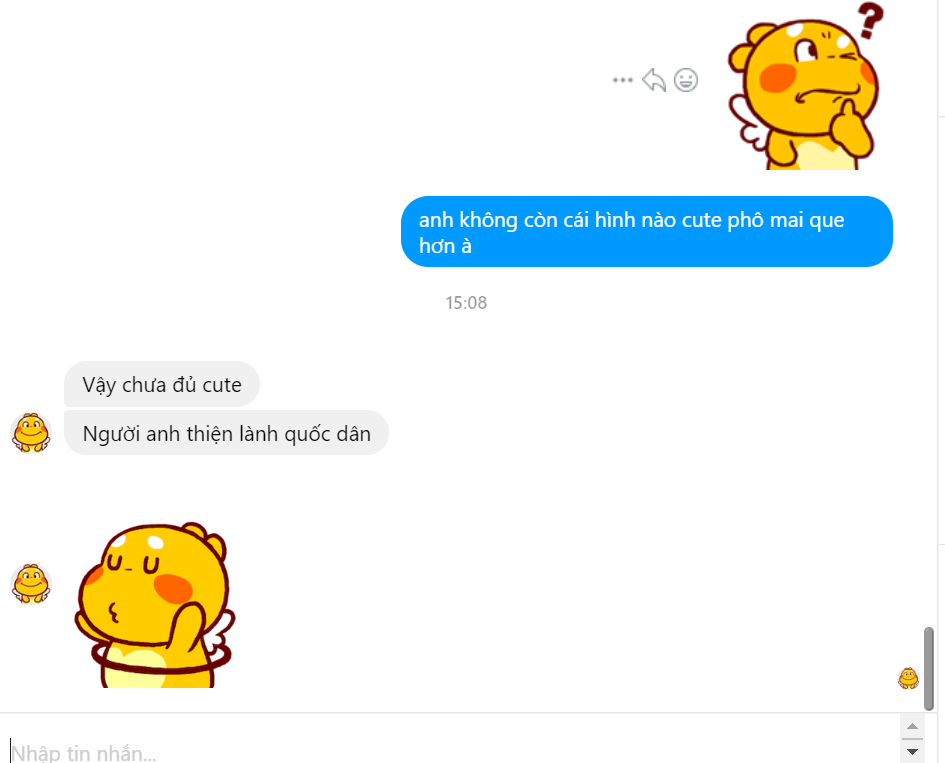 ?
anh không còn cái hình nào cute phô mai que
hơn à
15:08
Vậy chưa đủ cute
Người anh thiện lành quốc dân
Nhập tin nhắn...